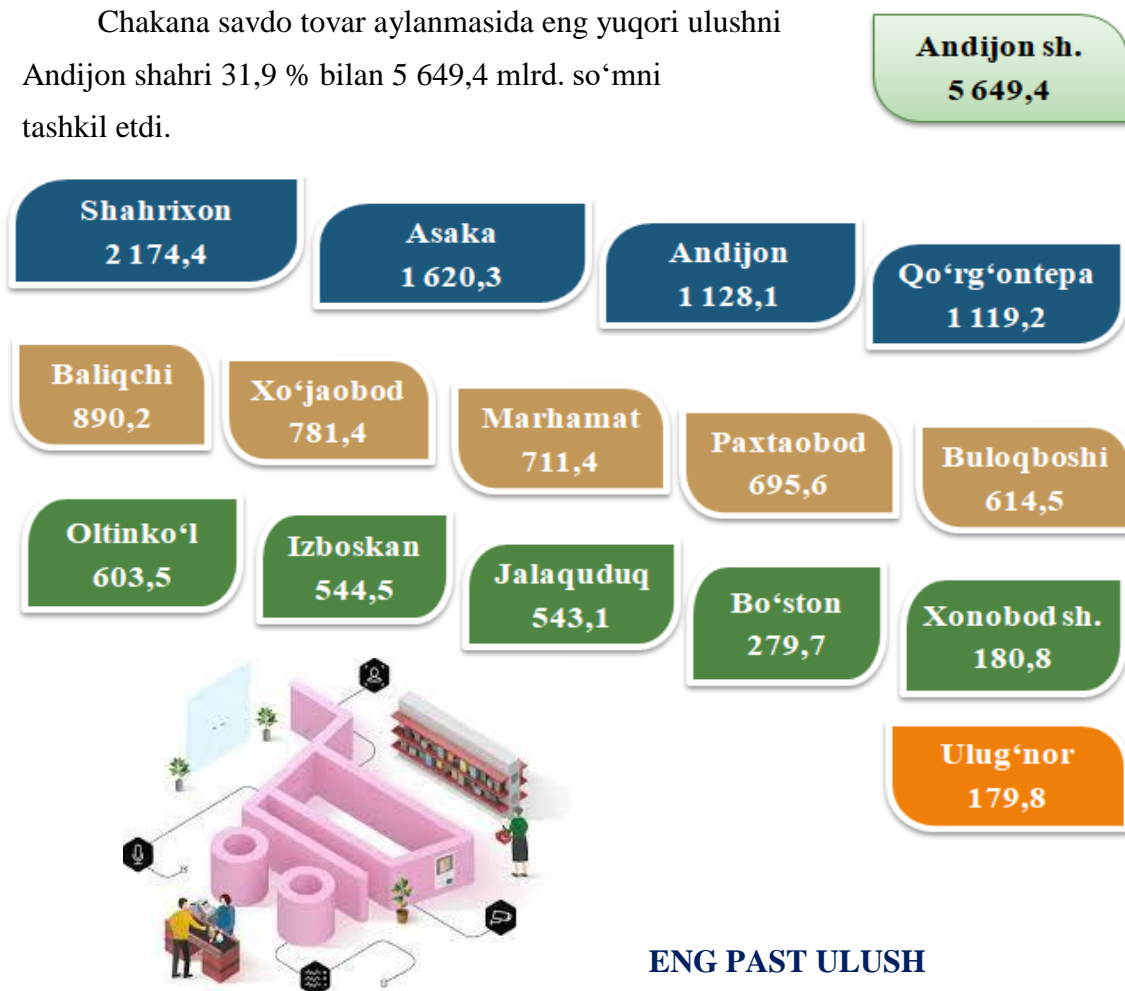 Chakana savdo tovar aylanmasida eng yuqori ulushni
Andijon shahri 31,9 % bilan 5 649,4 mlrd. so‘mni
tashkil etdi.
Andijon sh.
5 649,4
Shahrixon
2 174,4
Asaka
1 620,3
Andijon
1 128,1
Qo‘rg‘ontepa
1 119,2
Baliqchi
890,2
Xo‘jaobod
781,4
Marhamat
711,4
Paxtaobod
695,6
Buloqboshi
614,5
Oltinko‘l
603,5
Izboskan
544,5
Jalaquduq
543,1
Bo‘ston
279,7
Xonobod sh.
180,8
Ulug‘nor
179,8
ENG PAST ULUSH